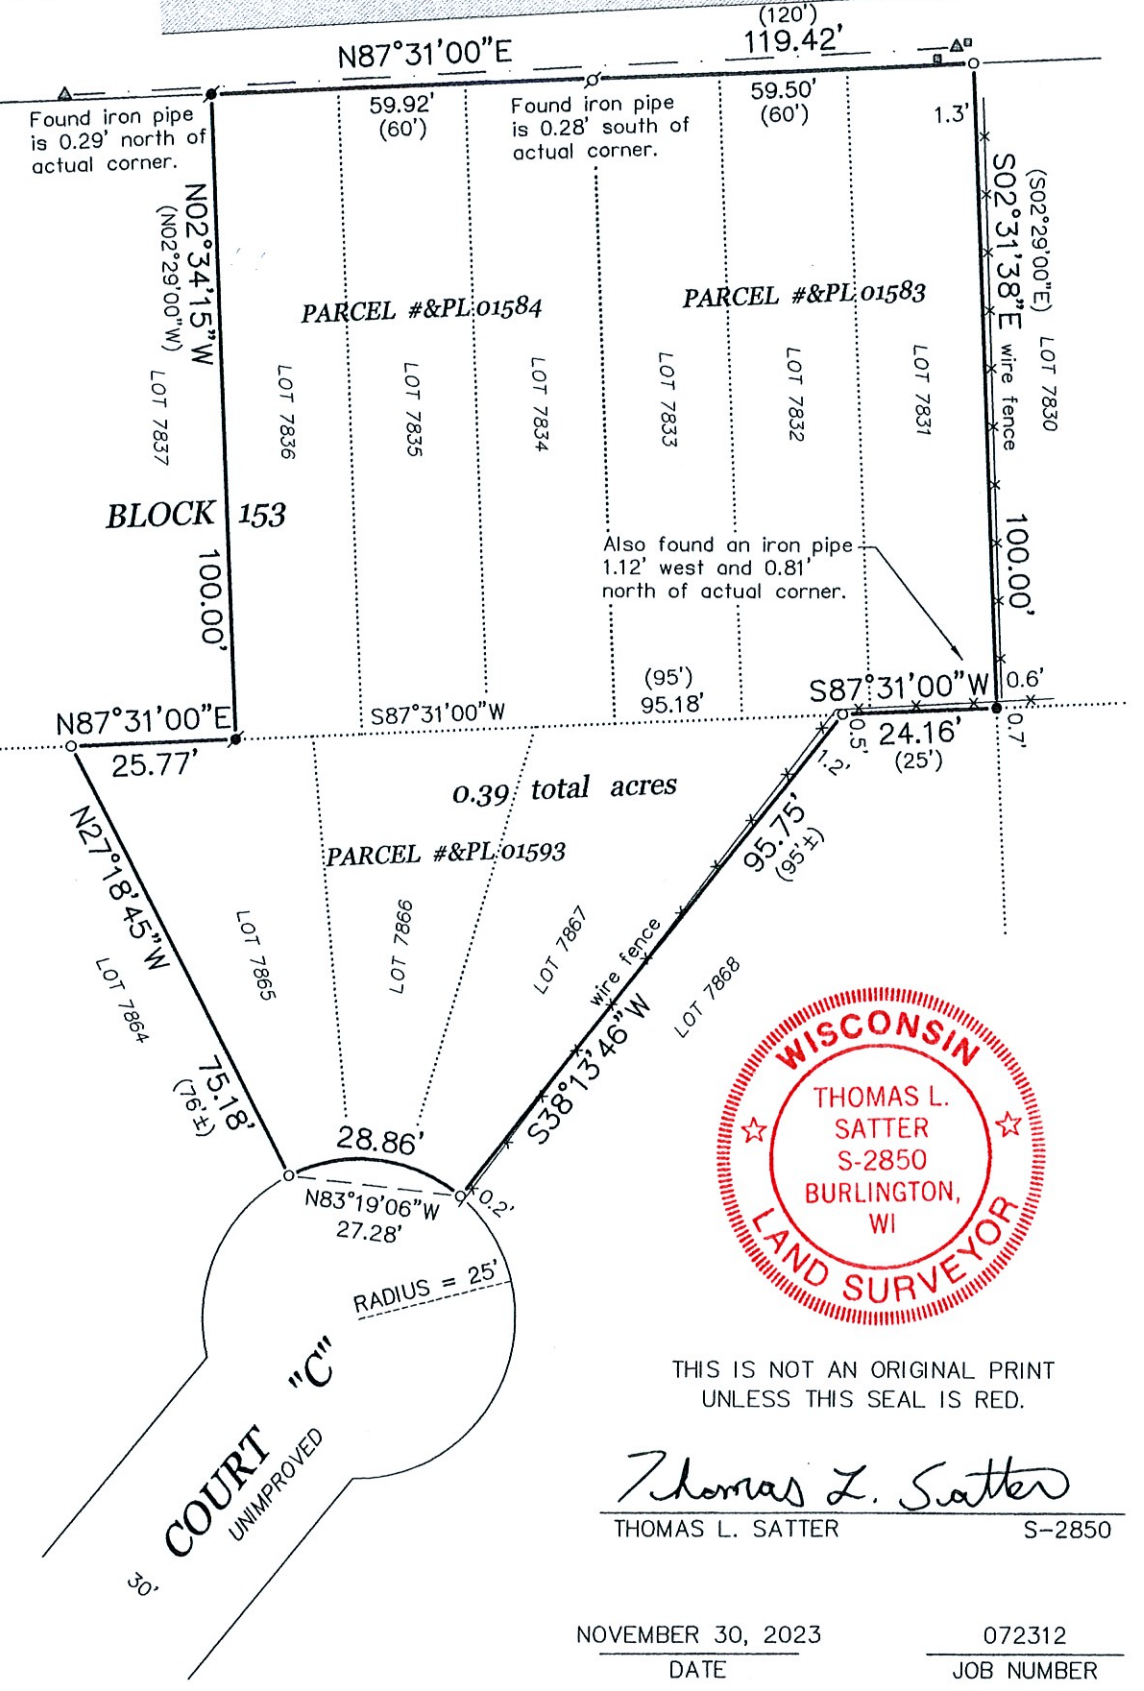 (120')
N87°31'00"E
119.42'
59.92'
(60')
59.50'
(60')
Found iron pipe
is 0.29' north of
actual corner.
Found iron pipe
is 0.28' south of
actual corner.
1.3'
N02°34'15"W
(N02°29'00"W)
S02°31'38"E
(S02°29'00"E)
wire fence
PARCEL #&PL 01584
PARCEL #&PL 01583
LOT 7837
LOT 7836
LOT 7835
LOT 7834
LOT 7833
LOT 7832
LOT 7831
LOT 7830
BLOCK 153
100.00'
100.00'
Also found an iron pipe
1.12' west and 0.81'
north of actual corner.
(95')
95.18'
S87°31'00"W
S87°31'00"W
0.6'
0.7'
N87°31'00"E
25.77'
24.16'
(25')
0.5'
1.2'
0.39 total acres
PARCEL #&PL 01593
95.75'
(95'±)
N27°18'45"W
75.18'
(76'±)
LOT 7864
LOT 7865
LOT 7866
LOT 7867
wire fence
S38°13'46"W
LOT 7868
28.86'
N83°19'06"W
27.28'
0.2'
RADIUS = 25'
COURT "C"
UNIMPROVED
30'
WISCONSIN
THOMAS L.
SATTER
S-2850
BURLINGTON,
WI
LAND SURVEYOR
THIS IS NOT AN ORIGINAL PRINT
UNLESS THIS SEAL IS RED.
Thomas L. Satter
THOMAS L. SATTER
S-2850
NOVEMBER 30, 2023
DATE
072312
JOB NUMBER